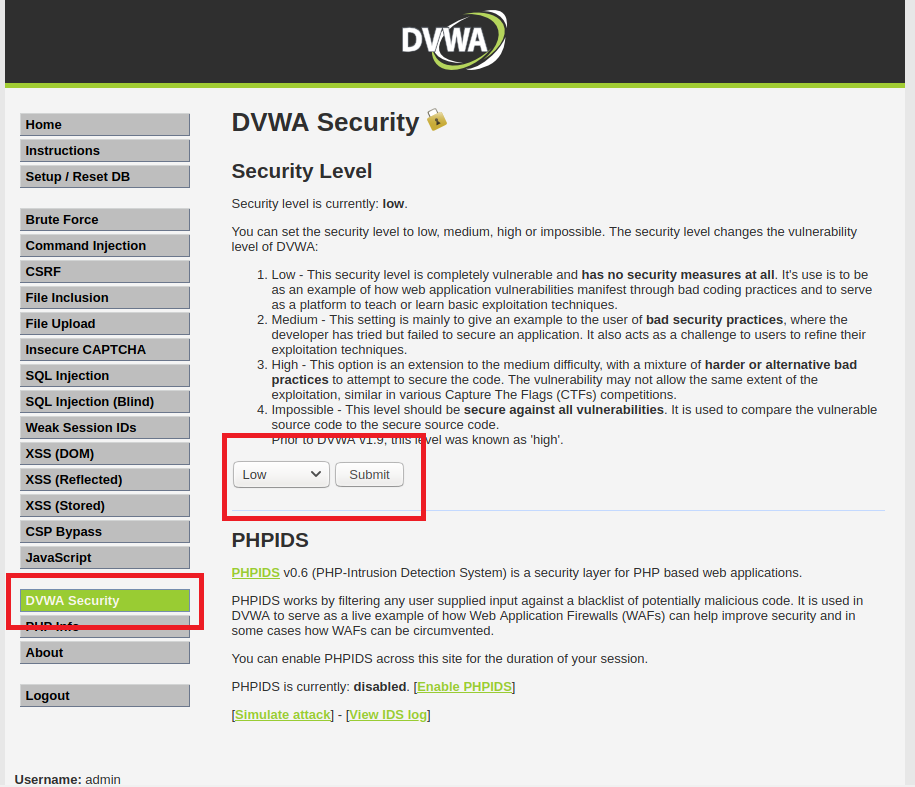 DVWA
Home
Instructions
Setup / Reset DB
Brute Force
Command Injection
CSRF
File Inclusion
File Upload
Insecure CAPTCHA
SQL Injection
SQL Injection (Blind)
Weak Session IDs
XSS (DOM)
XSS (Reflected)
XSS (Stored)
CSP Bypass
JavaScript
DVWA Security
PHP Info
About
Logout
DVWA Security
Security Level
Security level is currently: low.
You can set the security level to low, medium, high or impossible. The security level changes the vulnerability
level of DVWA:
1. Low - This security level is completely vulnerable and has no security measures at all. It's use is to be
as an example of how web application vulnerabilities manifest through bad coding practices and to serve
as a platform to teach or learn basic exploitation techniques.
2. Medium - This setting is mainly to give an example to the user of bad security practices, where the
developer has tried but failed to secure an application. It also acts as a challenge to users to refine their
exploitation techniques.
3. High - This option is an extension to the medium difficulty, with a mixture of harder or alternative bad
practices to attempt to secure the code. The vulnerability may not allow the same extent of the
exploitation, similar in various Capture The Flags (CTFs) competitions.
4. Impossible - This level should be secure against all vulnerabilities. It is used to compare the vulnerable
source code to the secure source code.
Prior to DVWA v1.9, this level was known as 'high'.
Low Submit
PHPIDS
PHPIDS v0.6 (PHP-Intrusion Detection System) is a security layer for PHP based web applications.
PHPIDS works by filtering any user supplied input against a blacklist of potentially malicious code. It is used in
DVWA to serve as a live example of how Web Application Firewalls (WAFs) can help improve security and in
some cases how WAFs can be circumvented.
You can enable PHPIDS across this site for the duration of your session.
PHPIDS is currently: disabled. [Enable PHPIDS]
[Simulate attack] - [View IDS log]
Username: admin